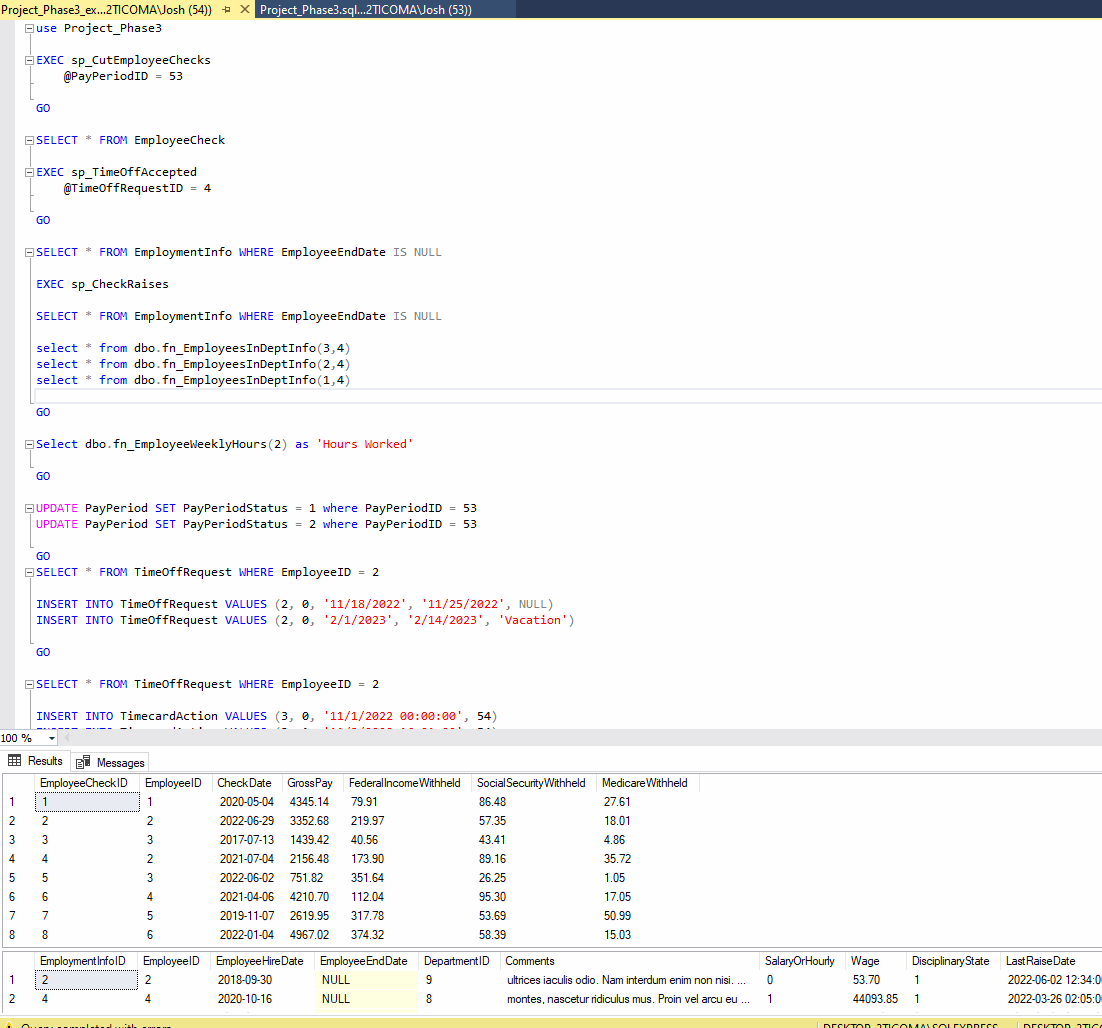 Project_Phase3_ex...2TICOMA\Josh (54)) Project_Phase3.sql...2TICOMA\Josh (53))
use Project_Phase3
EXEC sp_CutEmployeeChecks
@PayPeriodID = 53
GO
SELECT * FROM EmployeeCheck
EXEC sp_TimeOffAccepted
@TimeOffRequestID = 4
GO
SELECT * FROM EmploymentInfo WHERE EmployeeEndDate IS NULL
EXEC sp_CheckRaises
SELECT * FROM EmploymentInfo WHERE EmployeeEndDate IS NULL
select * from dbo.fn_EmployeesInDeptInfo(3,4)
select * from dbo.fn_EmployeesInDeptInfo(2,4)
select * from dbo.fn_EmployeesInDeptInfo(1,4)
GO
Select dbo.fn_EmployeeWeeklyHours(2) as 'Hours Worked'
GO
UPDATE PayPeriod SET PayPeriodStatus = 1 where PayPeriodID = 53
UPDATE PayPeriod SET PayPeriodStatus = 2 where PayPeriodID = 53
GO
SELECT * FROM TimeOffRequest WHERE EmployeeID = 2
INSERT INTO TimeOffRequest VALUES (2, 0, '11/18/2022', '11/25/2022', NULL)
INSERT INTO TimeOffRequest VALUES (2, 0, '2/1/2023', '2/14/2023', 'Vacation')
GO
SELECT * FROM TimeOffRequest WHERE EmployeeID = 2
INSERT INTO TimecardAction VALUES (3, 0, '11/1/2022 00:00:00', 54)
100 %
Results Messages
EmployeeCheckID EmployeeID CheckDate GrossPay FederalIncomeWithheld SocialSecurityWithheld MedicareWithheld
1 1 1 2020-05-04 4345.14 79.91 86.48 27.61
2 2 2 2022-06-29 3352.68 219.97 57.35 18.01
3 3 3 2017-07-13 1439.42 40.56 43.41 4.86
4 4 2 2021-07-04 2156.48 173.90 89.16 35.72
5 5 3 2022-06-02 751.82 351.64 26.25 1.05
6 6 4 2021-04-06 4210.70 112.04 95.30 17.05
7 7 5 2019-11-07 2619.95 317.78 53.69 50.99
8 8 6 2022-01-04 4967.02 374.32 58.39 15.03
EmploymentInfoID EmployeeID EmployeeHireDate EmployeeEndDate DepartmentID Comments SalaryOrHourly Wage DisciplinaryState LastRaiseDate
1 2 2 2018-09-30 NULL 9 ultrices iaculis odio. Nam interdum enim non nisi. ... 0 53.70 1 2022-06-02 12:34:0
2 4 4 2020-10-16 NULL 8 montes, nascetur ridiculus mus. Proin vel arcu eu ... 1 44093.85 1 2022-03-26 02:05:0
Query completed with errors DESKTOP-2TICOMA\SQLEXPRESS DESKTOP-2TIC